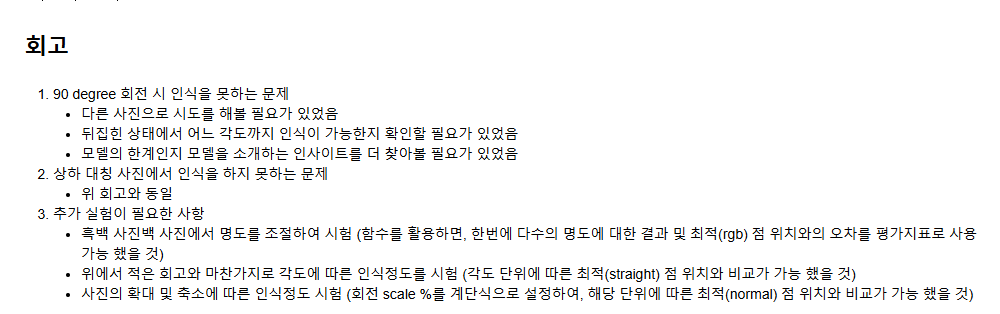 회고
1. 90 degree 회전 시 인식을 못하는 문제
• 다른 사진으로 시도를 해볼 필요가 있었음
• 뒤집힌 상태에서 어느 각도까지 인식이 가능한지 확인할 필요가 있었음
• 모델의 한계인지 모델을 소개하는 인사이트를 더 찾아볼 필요가 있었음
2. 상하 대칭 사진에서 인식을 하지 못하는 문제
• 위 회고와 동일
3. 추가 실험이 필요한 사항
• 흑백 사진백 사진에서 명도를 조절하여 시험 (함수를 활용하면, 한번에 다수의 명도에 대한 결과 및 최적(rgb) 점 위치와의 오차를 평가지표로 사용
가능 했을 것)
• 위에서 적은 회고와 마찬가지로 각도에 따른 인식정도를 시험 (각도 단위에 따른 최적(straight) 점 위치와 비교가 가능 했을 것)
• 사진의 확대 및 축소에 따른 인식정도 시험 (회전 scale %를 계단식으로 설정하여, 해당 단위에 따른 최적(normal) 점 위치와 비교가 가능 했을 것)